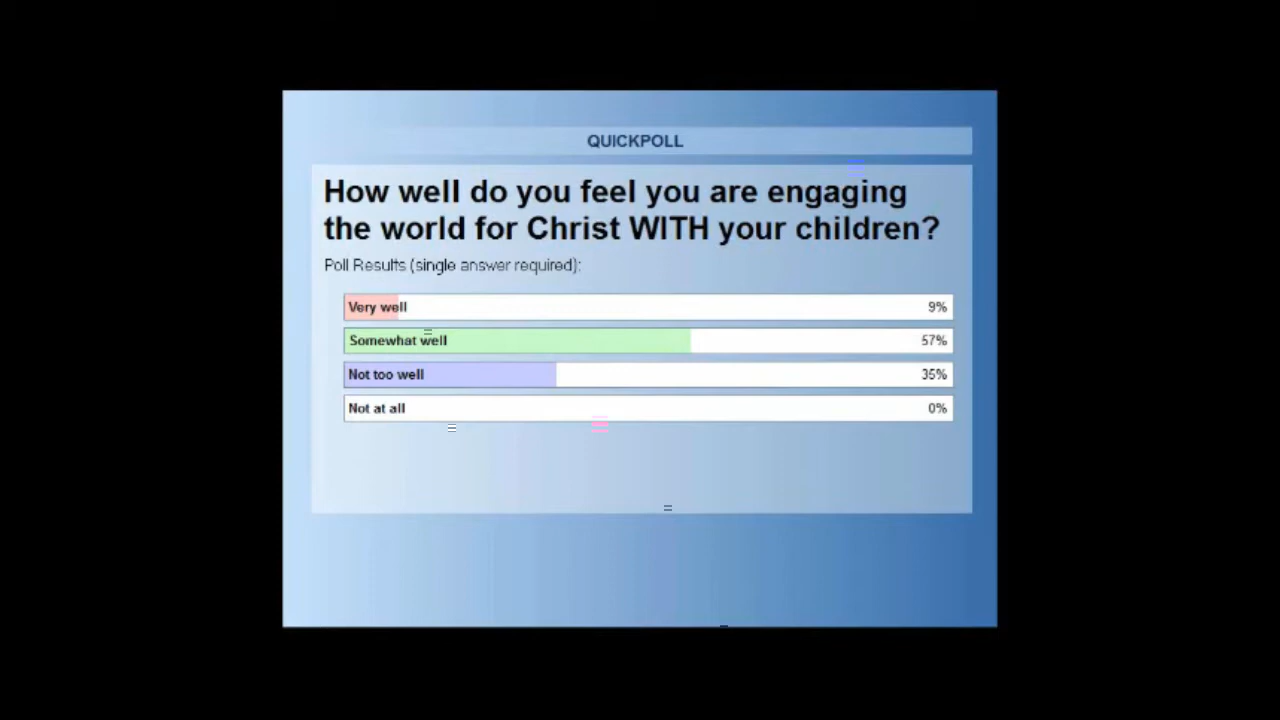 QUICKPOLL
How well do you feel you are engaging
the world for Christ WITH your children?
Poll Results (single answer required):
Very well 9%
Somewhat well 57%
Not too well 35%
Not at all 0%